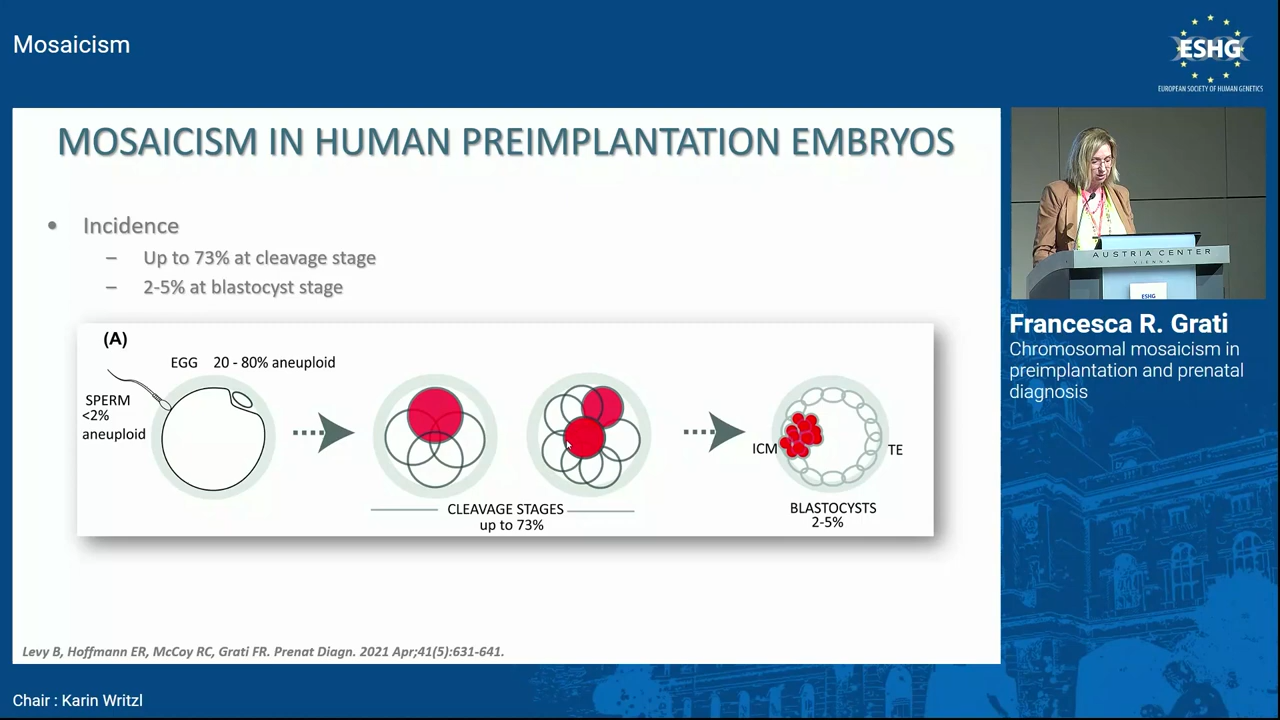 Mosaicism
ESHG
EUROPEAN SOCIETY OF HUMAN GENETICS
MOSAICISM IN HUMAN PREIMPLANTATION EMBRYOS
• Incidence
– Up to 73% at cleavage stage
– 2-5% at blastocyst stage
(A)
EGG 20 - 80% aneuploid
SPERM
<2%
aneuploid
CLEAVAGE STAGES
up to 73%
ICM
TE
BLASTOCYSTS
2-5%
Levy B, Hoffmann ER, McCoy RC, Grati FR. Prenat Diagn. 2021 Apr;41(5):631-641.
AUSTRIA CENTER
VIENNA
ESHG
Francesca R. Grati
Chromosomal mosaicism in
preimplantation and prenatal
diagnosis
Chair : Karin Writzl